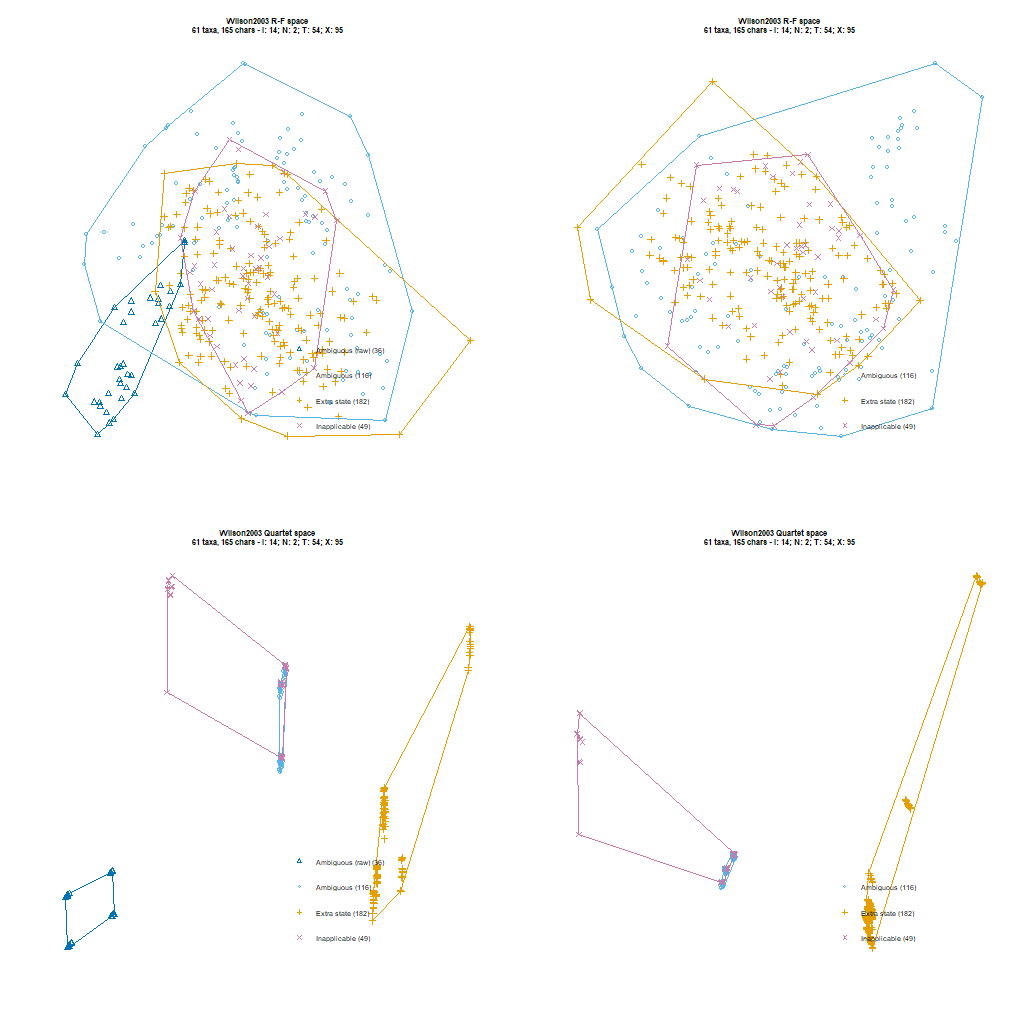 Wilson2003 R-F space
61 taxa, 165 chars - I: 14; N: 2; T: 54; X: 95
Ambiguous (raw) (36)
Ambiguous (116)
Extra state (182)
Inapplicable (49)
Wilson2003 R-F space
61 taxa, 165 chars - I: 14; N: 2; T: 54; X: 95
Ambiguous (116)
Extra state (182)
Inapplicable (49)
Wilson2003 Quartet space
61 taxa, 165 chars - I: 14; N: 2; T: 54; X: 95
Ambiguous (raw) (36)
Ambiguous (116)
Extra state (182)
Inapplicable (49)
Wilson2003 Quartet space
61 taxa, 165 chars - I: 14; N: 2; T: 54; X: 95
Ambiguous (116)
Extra state (182)
Inapplicable (49)